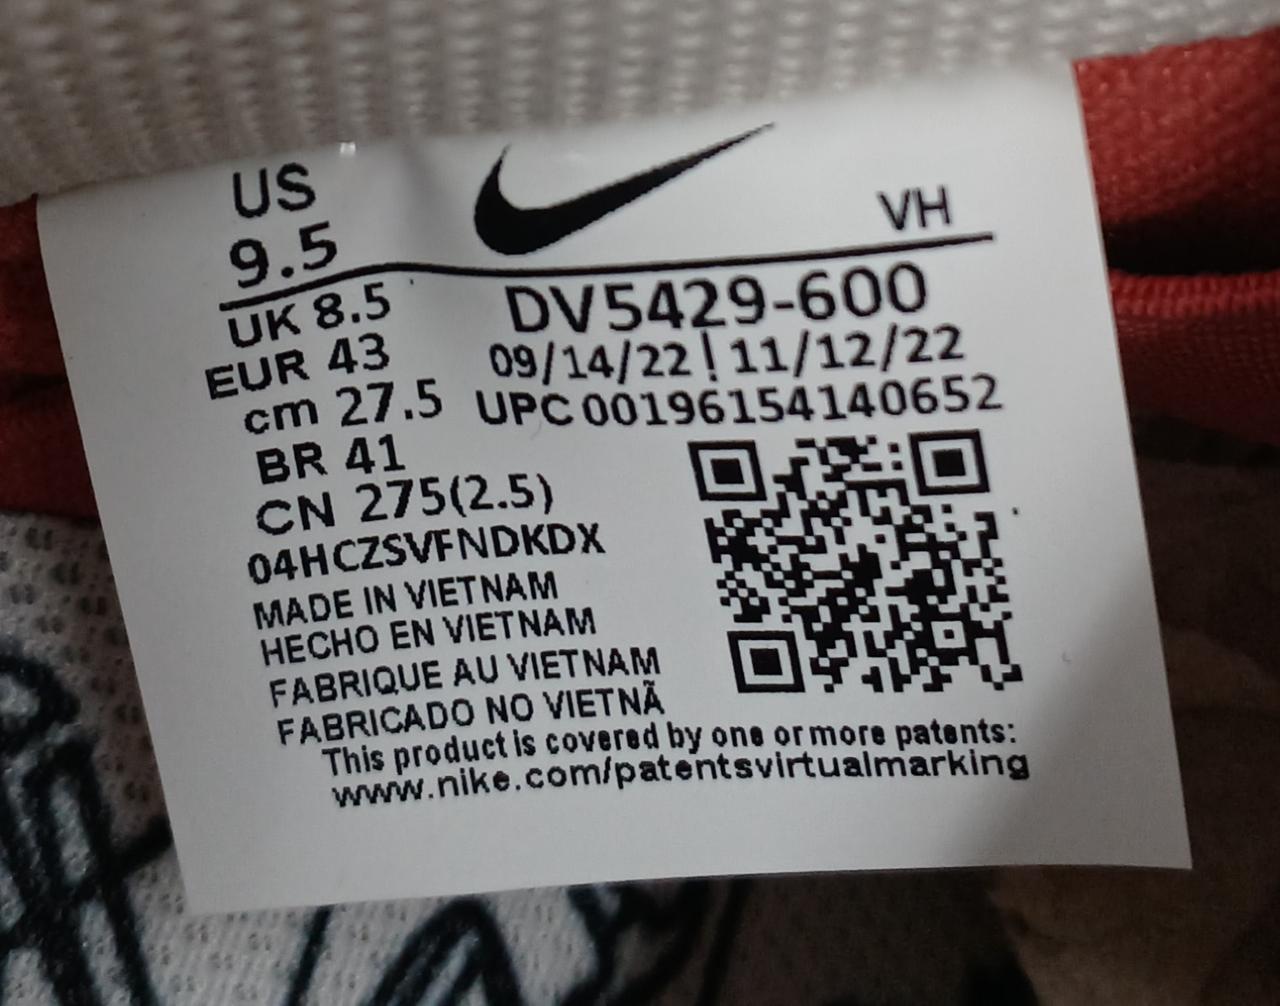 US
9.5
VH
UK 8.5
EUR 43
cm 27.5
BR 41
CN 275(2.5)
DV5429-600
09/14/22 | 11/12/22
UPC 00196154140652
04HCZSVFNDKDX
MADE IN VIETNAM
HECHO EN VIETNAM
FABRIQUE AU VIETNAM
FABRICADO NO VIETNÃ
This product is covered by one or more patents:
www.nike.com/patentsvirtualmarking